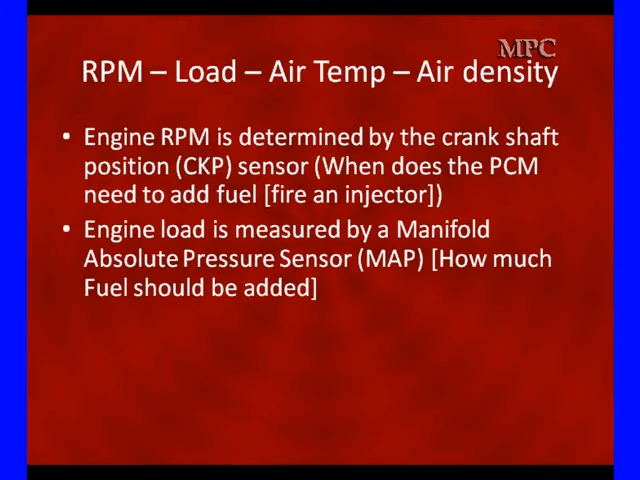 MPC
RPM – Load – Air Temp – Air density
• Engine RPM is determined by the crank shaft
position (CKP) sensor (When does the PCM
need to add fuel [fire an injector])
• Engine load is measured by a Manifold
Absolute Pressure Sensor (MAP) [How much
Fuel should be added]